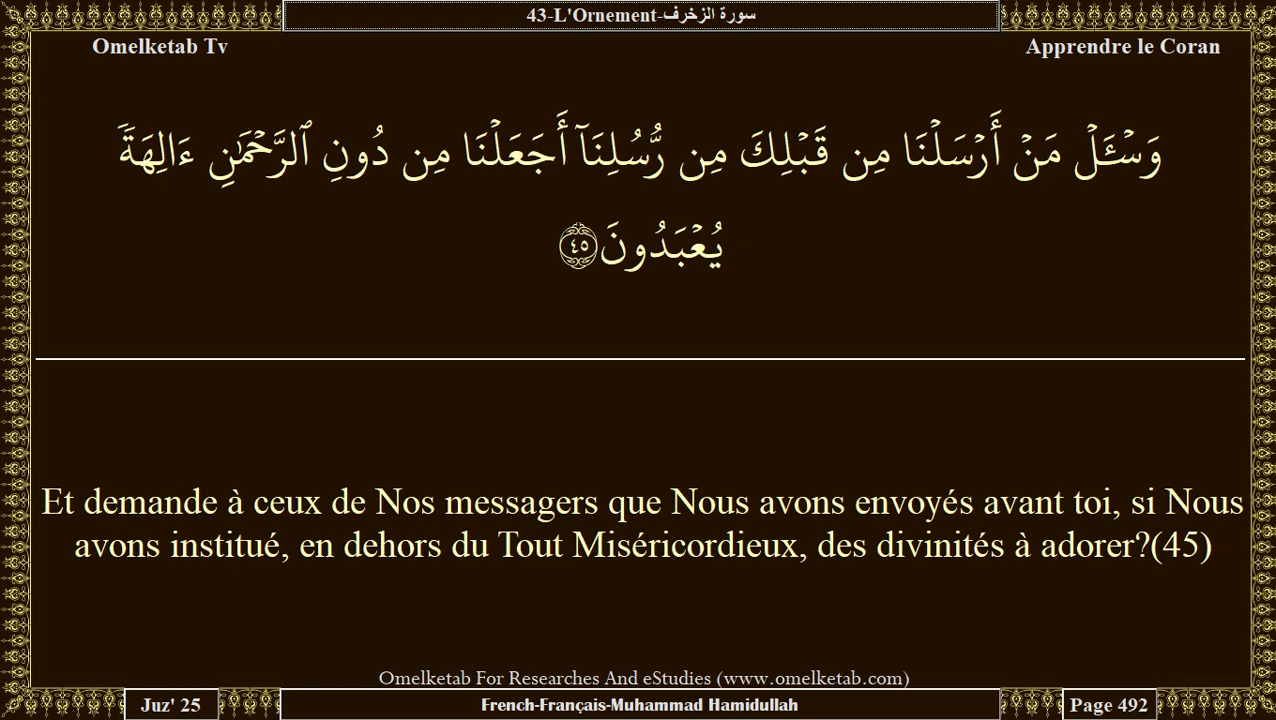 43-L'Ornement-سورة الزخرف
Omelketab Tv
Apprendre le Coran
وَسۡـَٔلۡ مَنۡ أَرۡسَلۡنَا مِن قَبۡلِكَ مِن رُّسُلِنَآ أَجَعَلۡنَا مِن دُونِ ٱلرَّحۡمَٰنِ ءَالِهَةٗ
يُعۡبَدُونَ ٤٥
Et demande à ceux de Nos messagers que Nous avons envoyés avant toi, si Nous
avons institué, en dehors du Tout Miséricordieux, des divinités à adorer?(45)
Omelketab For Researches And eStudies (www.omelketab.com)
Juz' 25
French-Français-Muhammad Hamidullah
Page 492